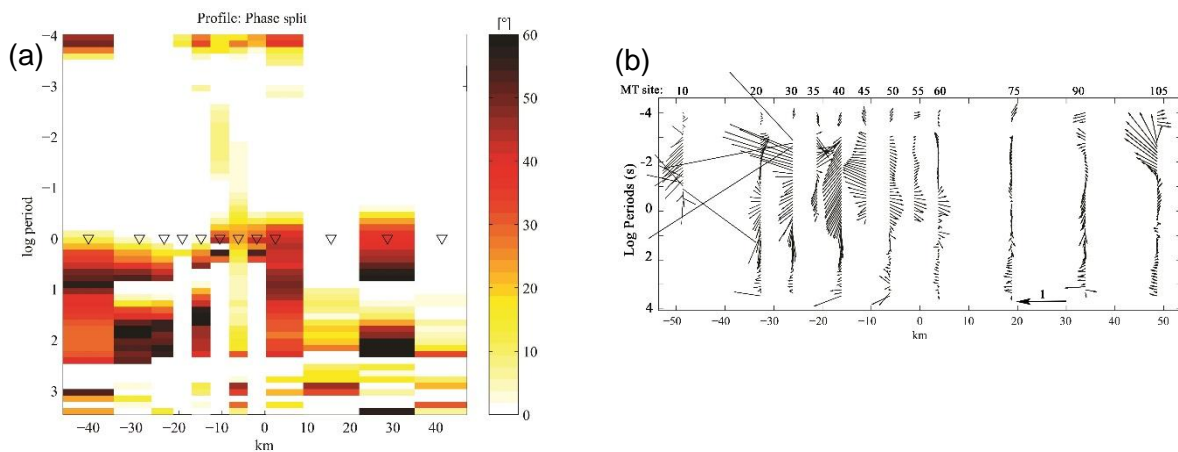 (a)
Profile: Phase split
[°]
−4
−3
−2
−1
0
1
2
3
log period
−40 −30 −20 −10 0 10 20 30 40
km
60
50
40
30
20
10
0
(b)
MT site: 10 20 30 35 40 45 50 55 60 75 90 105
-4
-2
0
2
4
Log Periods (s)
1
−50 −40 −30 −20 −10 0 10 20 30 40 50
km